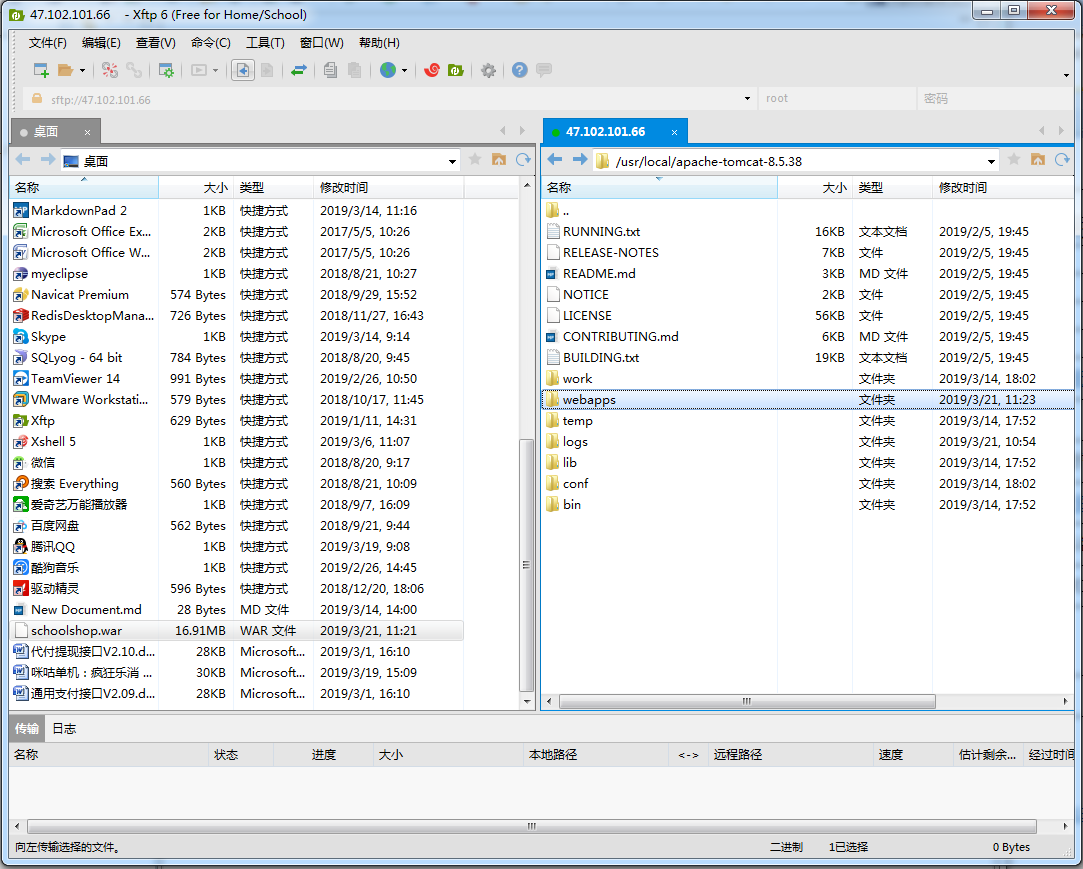 47.102.101.66 - Xftp 6 (Free for Home/School)
文件(F) 编辑(E) 查看(V) 命令(C) 工具(T) 窗口(W) 帮助(H)
sftp://47.102.101.66 root 密码
桌面 × 47.102.101.66 ×
桌面 /usr/local/apache-tomcat-8.5.38
名称 大小 类型 修改时间
MarkdownPad 2 1KB 快捷方式 2019/3/14, 11:16
Microsoft Office Ex... 2KB 快捷方式 2017/5/5, 10:26
Microsoft Office W... 2KB 快捷方式 2017/5/5, 10:26
myeclipse 1KB 快捷方式 2018/8/21, 10:27
Navicat Premium 574 Bytes 快捷方式 2018/9/29, 15:52
RedisDesktopMana... 726 Bytes 快捷方式 2018/11/27, 16:43
Skype 1KB 快捷方式 2019/3/14, 9:14
SQLyog - 64 bit 784 Bytes 快捷方式 2018/8/20, 9:45
TeamViewer 14 991 Bytes 快捷方式 2019/2/26, 10:50
VMware Workstati... 579 Bytes 快捷方式 2018/10/17, 11:45
Xftp 629 Bytes 快捷方式 2019/1/11, 14:31
Xshell 5 1KB 快捷方式 2019/3/6, 11:07
微信 1KB 快捷方式 2018/8/20, 9:17
搜索 Everything 560 Bytes 快捷方式 2018/8/21, 10:09
爱奇艺万能播放器 1KB 快捷方式 2018/9/7, 16:09
百度网盘 562 Bytes 快捷方式 2018/9/21, 9:44
腾讯QQ 1KB 快捷方式 2019/3/19, 9:08
酷狗音乐 1KB 快捷方式 2019/2/26, 14:45
驱动精灵 596 Bytes 快捷方式 2018/12/20, 18:06
New Document.md 28 Bytes MD 文件 2019/3/14, 14:00
schoolshop.war 16.91MB WAR 文件 2019/3/21, 11:21
代付提现接口V2.10.d... 28KB Microsoft... 2019/3/1, 16:10
咪咕单机：疯狂乐消 ... 30KB Microsoft... 2019/3/19, 15:09
通用支付接口V2.09.d... 28KB Microsoft... 2019/3/1, 16:10
名称 大小 类型 修改时间
..
RUNNING.txt 16KB 文本文档 2019/2/5, 19:45
RELEASE-NOTES 7KB 文件 2019/2/5, 19:45
README.md 3KB MD 文件 2019/2/5, 19:45
NOTICE 2KB 文件 2019/2/5, 19:45
LICENSE 56KB 文件 2019/2/5, 19:45
CONTRIBUTING.md 6KB MD 文件 2019/2/5, 19:45
BUILDING.txt 19KB 文本文档 2019/2/5, 19:45
work 文件夹 2019/3/14, 18:02
webapps 文件夹 2019/3/21, 11:23
temp 文件夹 2019/3/14, 17:52
logs 文件夹 2019/3/21, 10:54
lib 文件夹 2019/3/14, 17:52
conf 文件夹 2019/3/14, 18:02
bin 文件夹 2019/3/14, 17:52
传输 日志
名称 状态 进度 大小 本地路径 <-> 远程路径 速度 估计剩余... 经过时间
向左传输选择的文件。 二进制 1已选择 0 Bytes